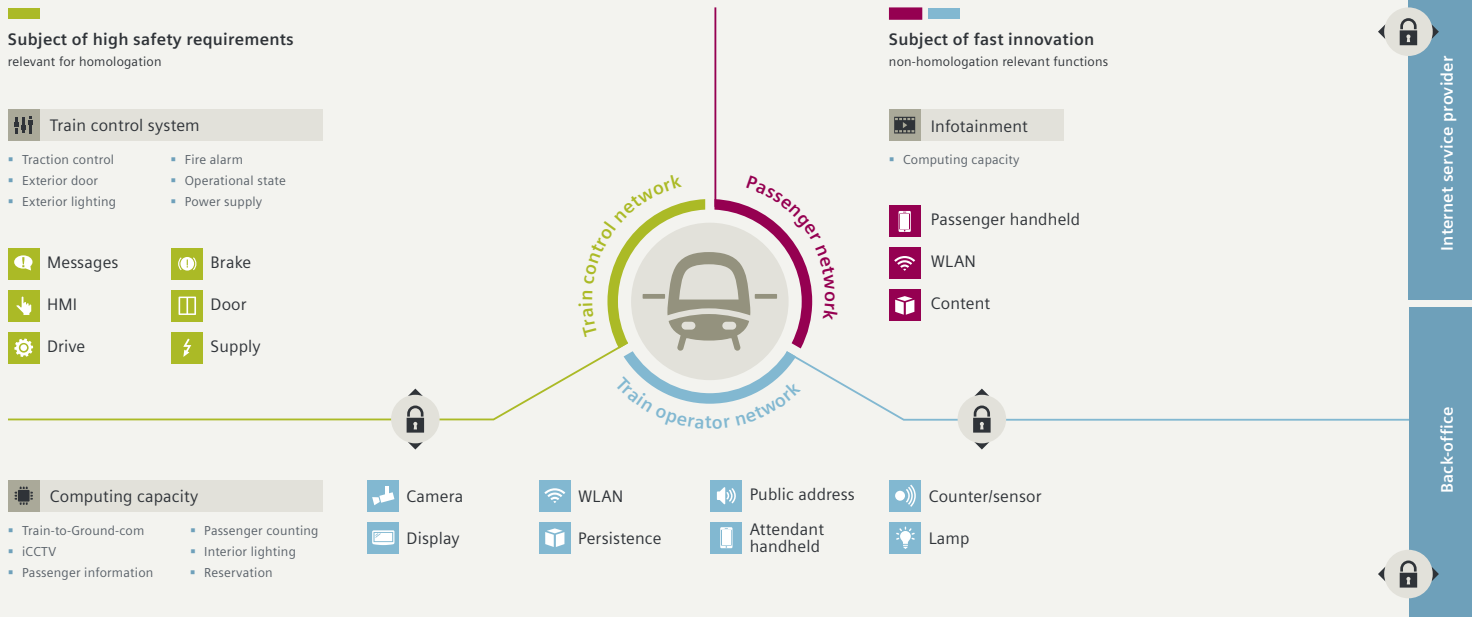 Subject of high safety requirements
relevant for homologation
Train control system
Traction control
Exterior door
Exterior lighting
Fire alarm
Operational state
Power supply
Messages
HMI
Drive
Brake
Door
Supply
Train control network
Passenger network
Train operator network
Subject of fast innovation
non-homologation relevant functions
Infotainment
Computing capacity
Passenger handheld
WLAN
Content
Computing capacity
Train-to-Ground-com
iCCTV
Passenger information
Passenger counting
Interior lighting
Reservation
Camera
Display
WLAN
Persistence
Public address
Attendant
handheld
Counter/sensor
Lamp
Internet service provider
Back-office